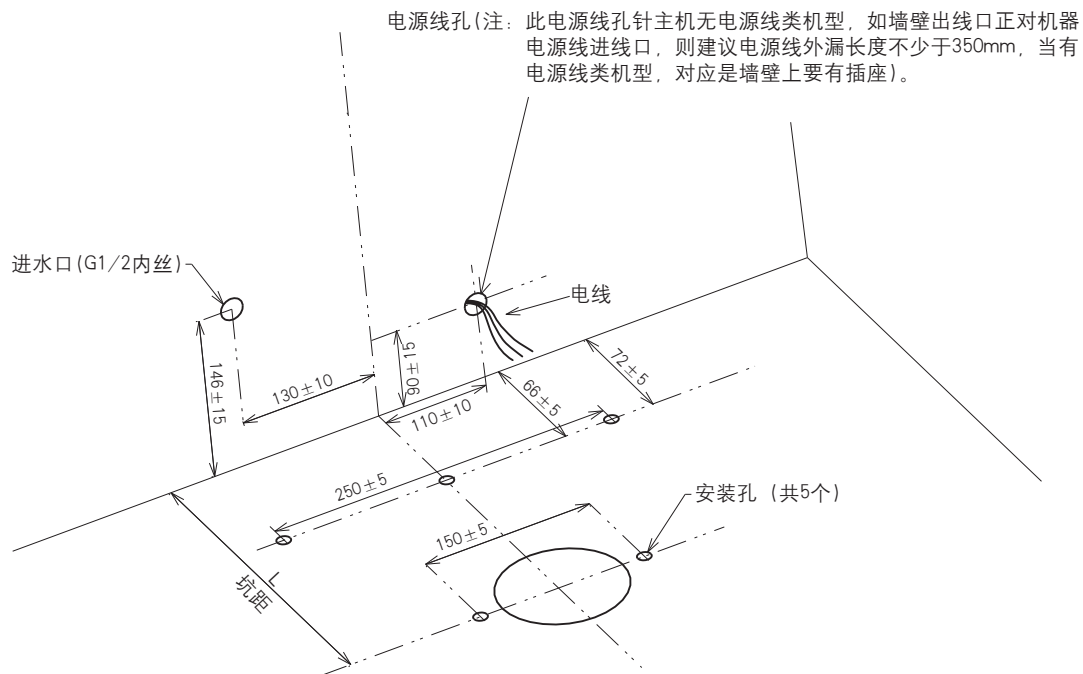 电源线孔(注：此电源线孔针主机无电源线类机型，如墙壁出线口正对机器
电源线进线口，则建议电源线外漏长度不少于350mm，当有
电源线类机型，对应是墙壁上要有插座)。
进水口(G1/2内丝)
电线
146±15
130±10
90±15
110±10
66±5
72±5
250±5
150±5
安装孔（共5个）
L
坑距